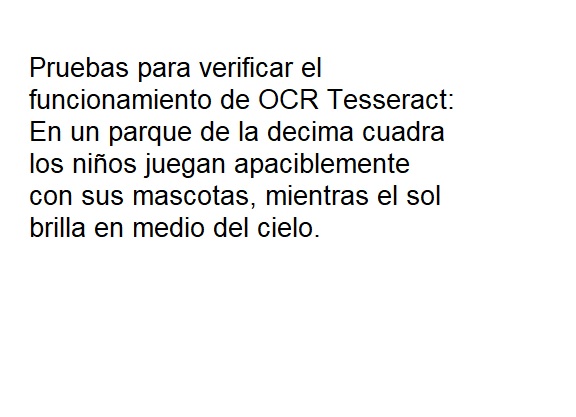 Pruebas para verificar el
funcionamiento de OCR Tesseract:
En un parque de la decima cuadra
los niños juegan apaciblemente
con sus mascotas, mientras el sol
brilla en medio del cielo.